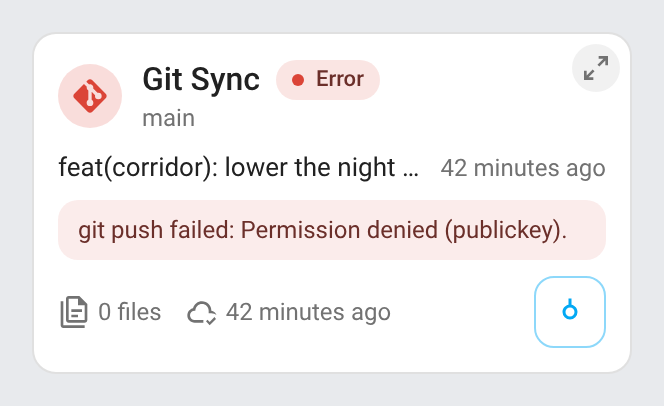 Git Sync
Error
main
feat(corridor): lower the night ...
42 minutes ago
git push failed: Permission denied (publickey).
0 files
42 minutes ago